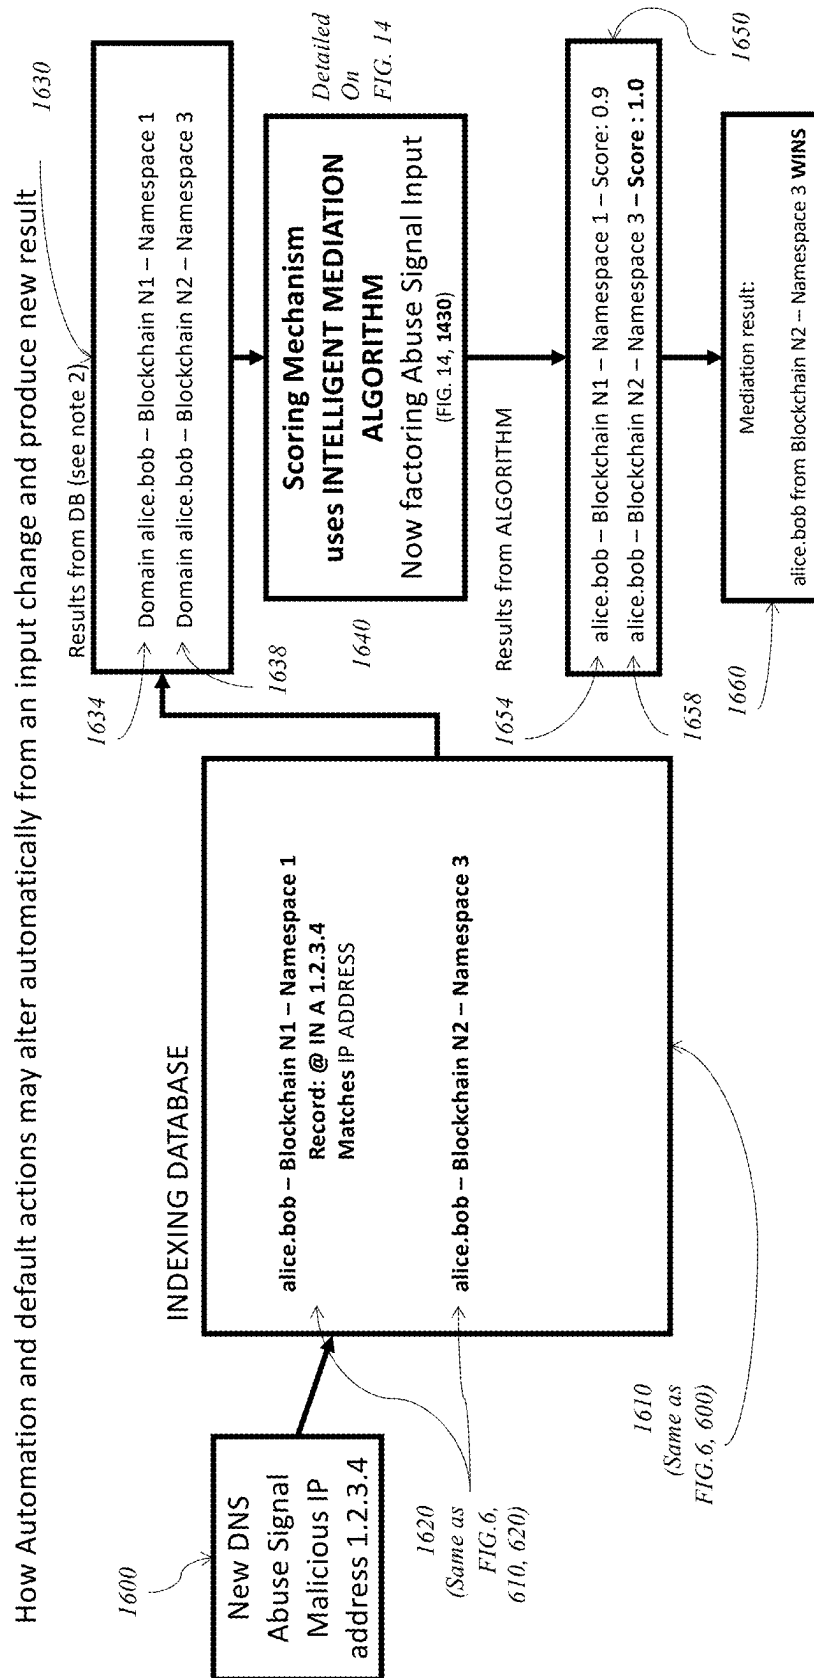 How Automation and default actions may alter automatically from an input change and produce new result
1600
New DNS
Abuse Signal
Malicious IP
address 1.2.3.4
1620
(Same as
FIG.6,
610, 620)
INDEXING DATABASE
alice.bob – Blockchain N1 – Namespace 1
Record: @ IN A 1.2.3.4
Matches IP ADDRESS
alice.bob – Blockchain N2 – Namespace 3
1610
(Same as
FIG.6, 600)
1630
Results from DB (see note 2)
1634
Domain alice.bob – Blockchain N1 – Namespace 1
Domain alice.bob – Blockchain N2 – Namespace 3
1638
1640
Scoring Mechanism
uses INTELLIGENT MEDIATION
ALGORITHM
Now factoring Abuse Signal Input
(FIG. 14, 1430)
Detailed
On
FIG. 14
Results from ALGORITHM
1654
alice.bob – Blockchain N1 – Namespace 1 – Score: 0.9
alice.bob – Blockchain N2 – Namespace 3 – Score : 1.0
1658
1650
1660
Mediation result:
alice.bob from Blockchain N2 – Namespace 3 WINS